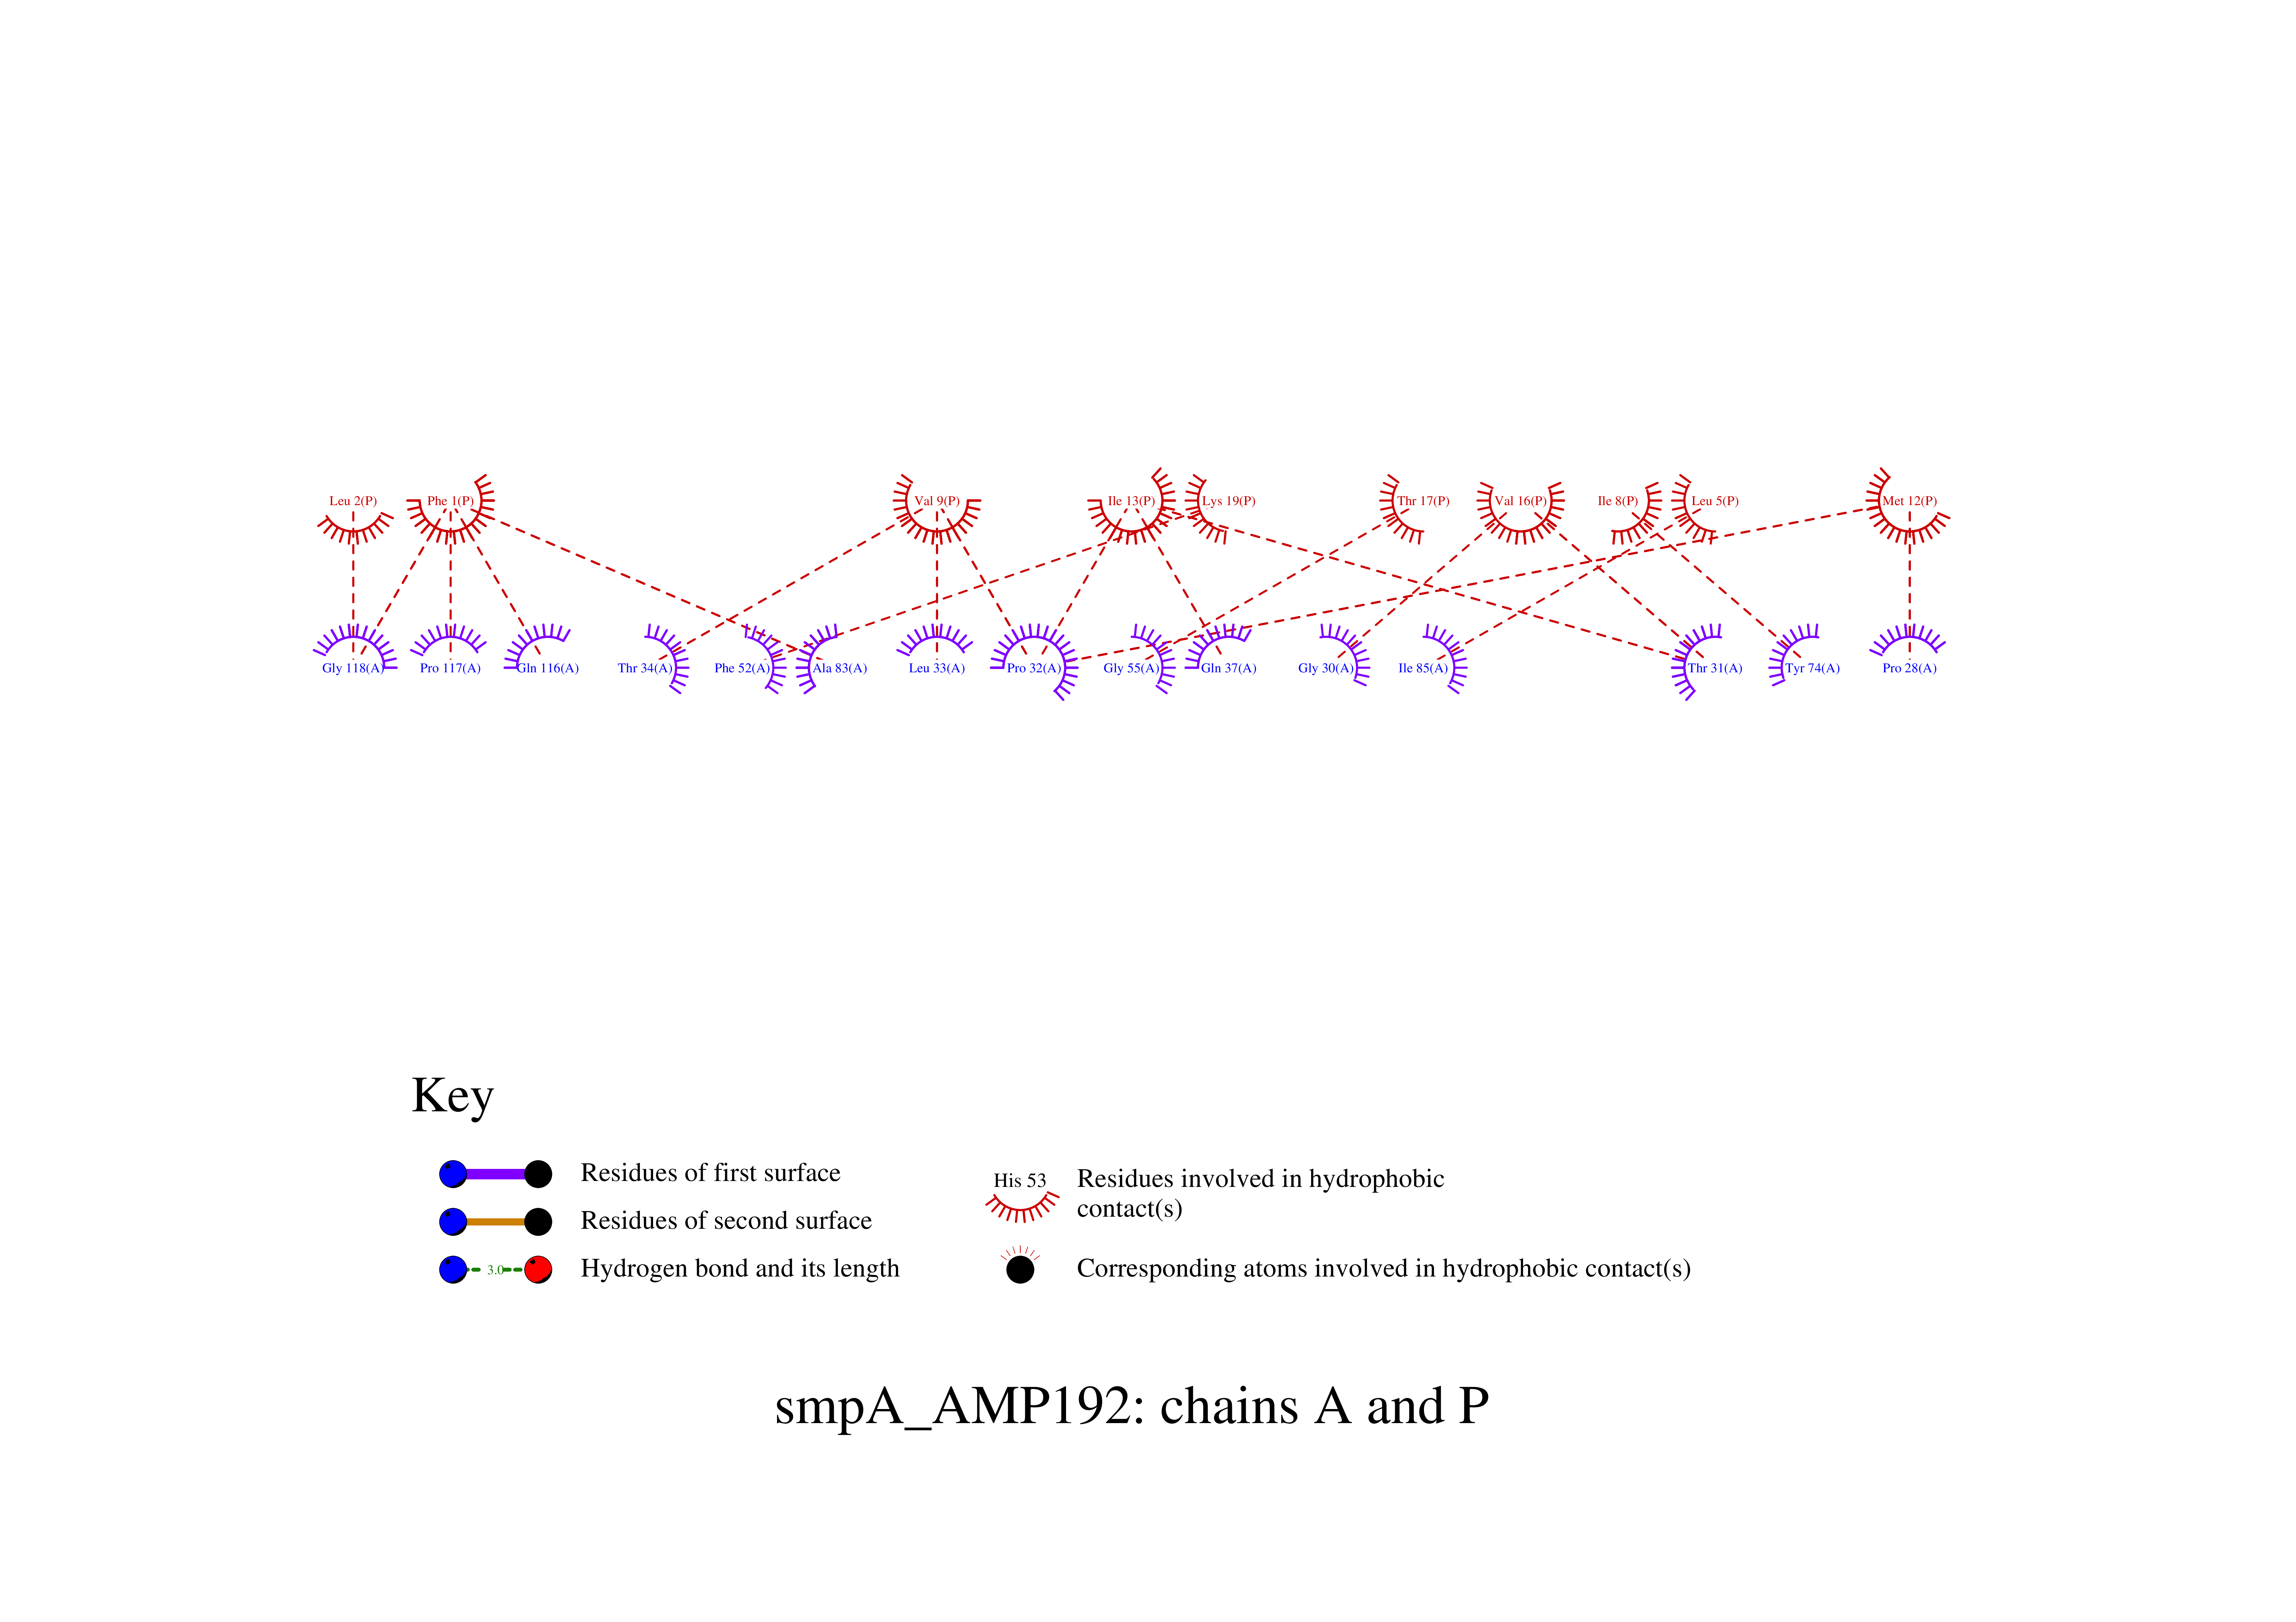 Leu 2(P) Phe 1(P) Val 9(P) Ile 13(P) Lys 19(P) Thr 17(P) Val 16(P) Ile 8(P) Leu 5(P) Met 12(P)
Gly 118(A) Pro 117(A) Gln 116(A) Thr 34(A) Phe 52(A) Ala 83(A) Leu 33(A) Pro 32(A) Gly 55(A) Gln 37(A) Gly 30(A) Ile 85(A) Thr 31(A) Tyr 74(A) Pro 28(A)
Key
Residues of first surface
Residues of second surface
3.0 Hydrogen bond and its length
His 53 Residues involved in hydrophobic
contact(s)
Corresponding atoms involved in hydrophobic contact(s)
smpA_AMP192: chains A and P